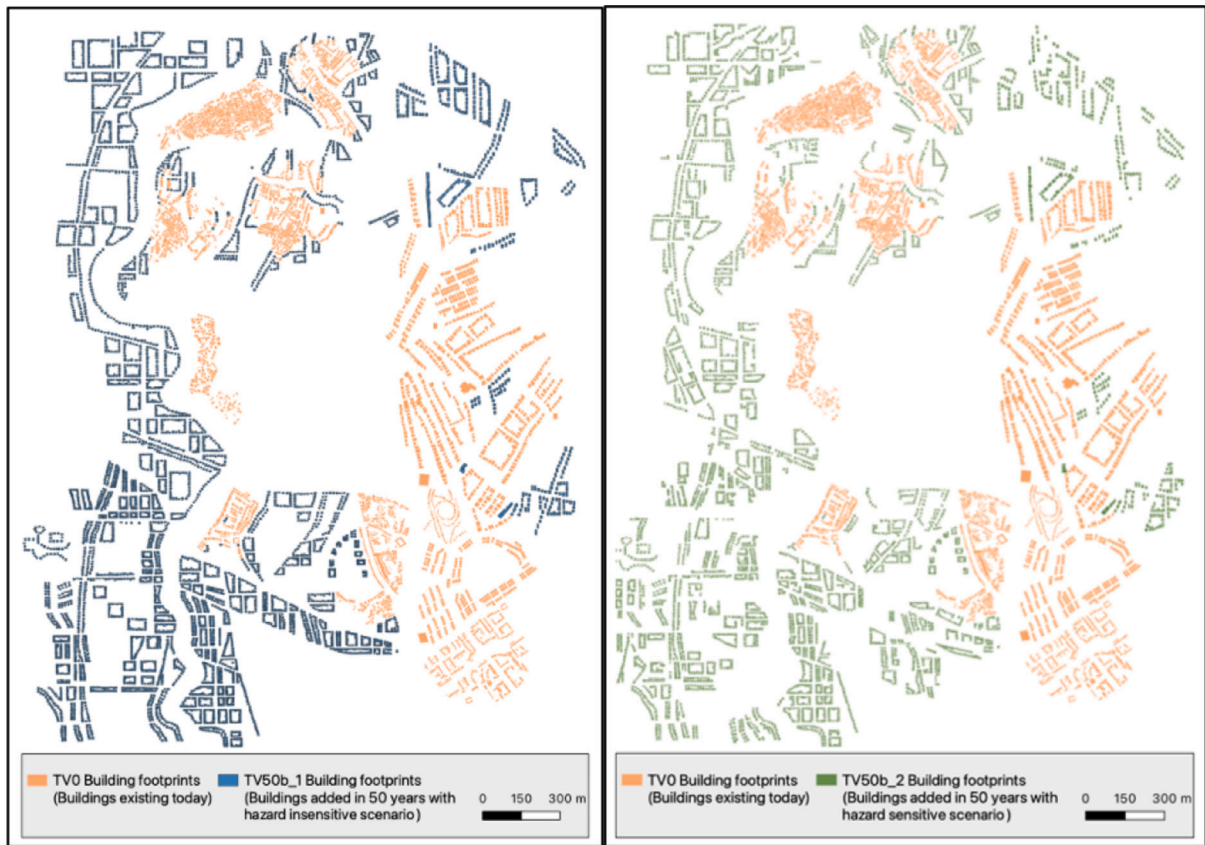 TV0 Building footprints
(Buildings existing today)
TV50b_1 Building footprints
(Buildings added in 50 years with
hazard insensitive scenario)
0 150 300 m
TV0 Building footprints
(Buildings existing today)
TV50b_2 Building footprints
(Buildings added in 50 years with
hazard sensitive scenario)
0 150 300 m